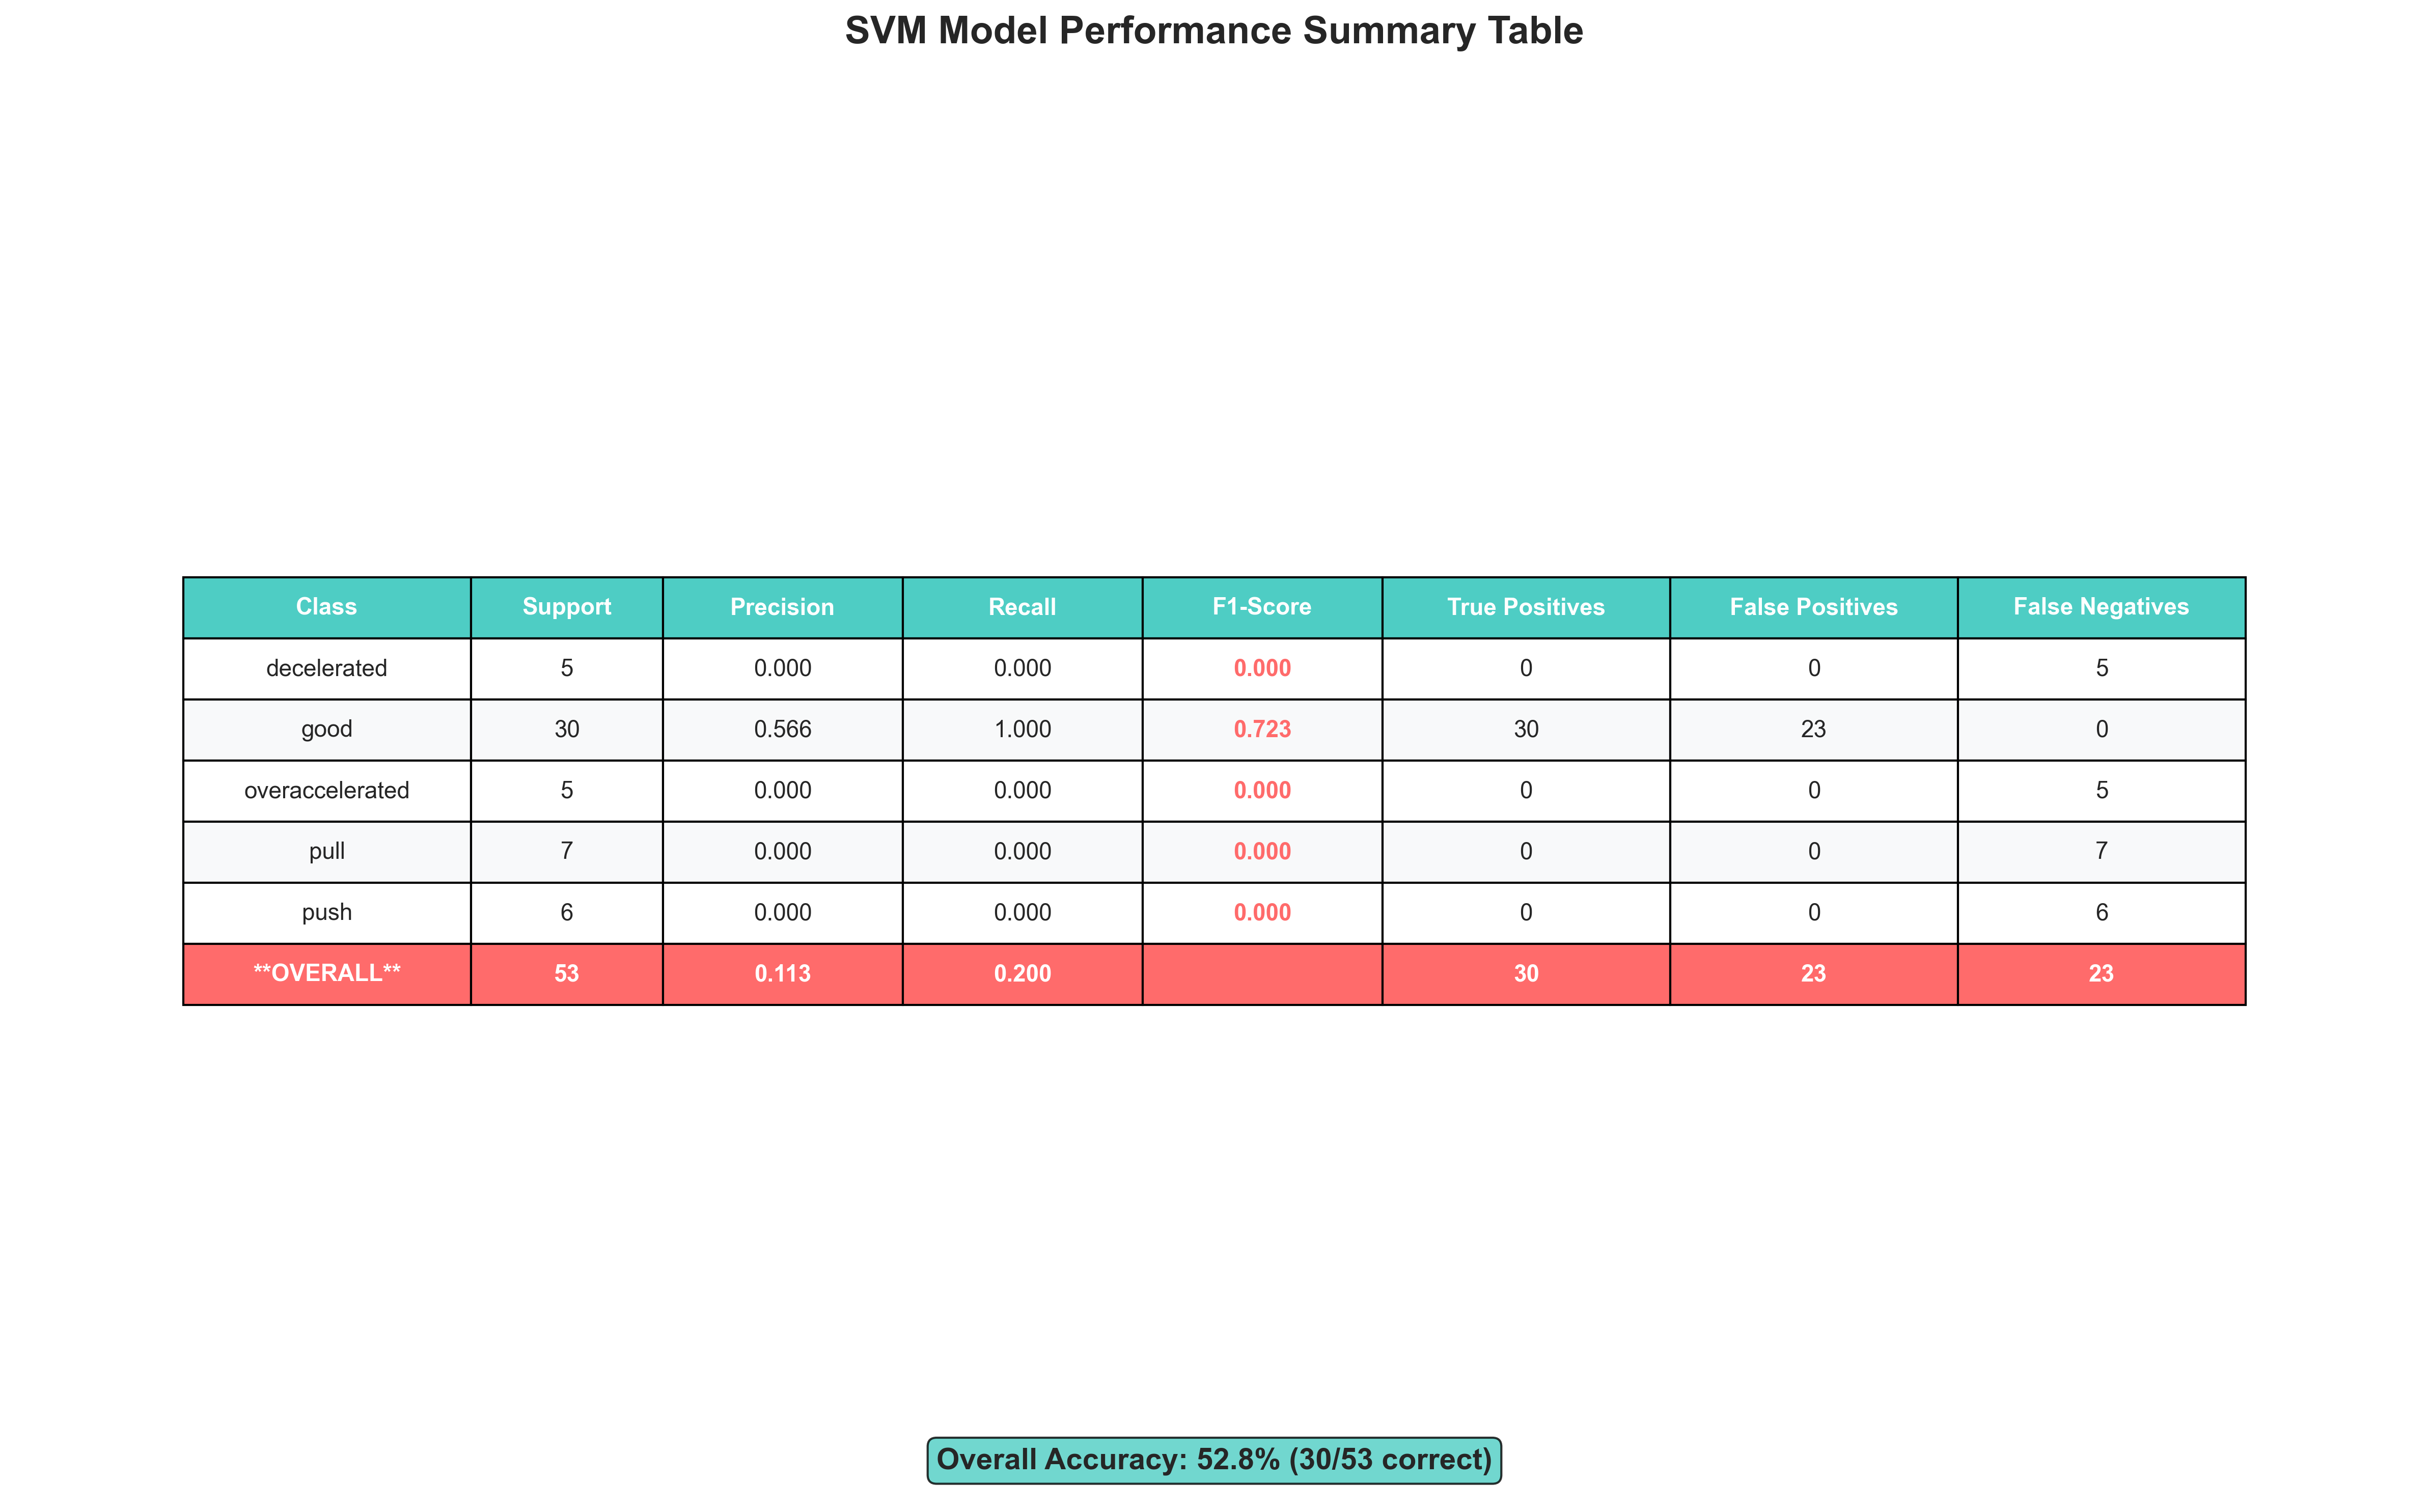 SVM Model Performance Summary Table
Class Support Precision Recall F1-Score True Positives False Positives False Negatives
decelerated 5 0.000 0.000 0.000 0 0 5
good 30 0.566 1.000 0.723 30 23 0
overaccelerated 5 0.000 0.000 0.000 0 0 5
pull 7 0.000 0.000 0.000 0 0 7
push 6 0.000 0.000 0.000 0 0 6
**OVERALL** 53 0.113 0.200 30 23 23
Overall Accuracy: 52.8% (30/53 correct)